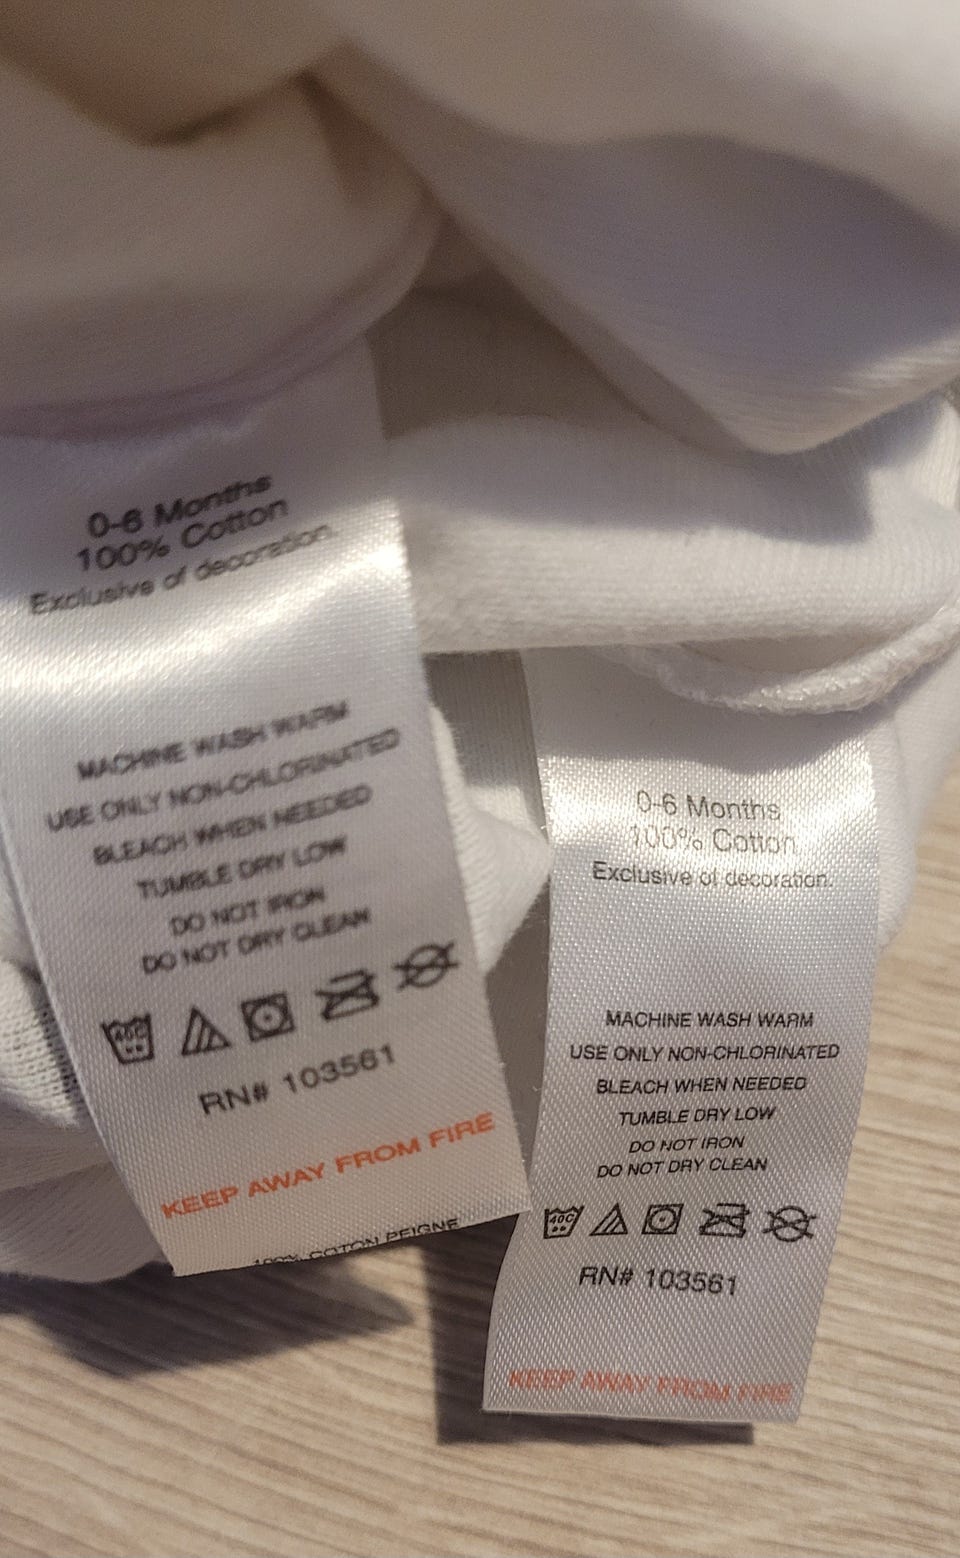 0-6 Months
100% Cotton
Exclusive of decoration.
MACHINE WASH WARM
USE ONLY NON-CHLORINATED
BLEACH WHEN NEEDED
TUMBLE DRY LOW
DO NOT IRON
DO NOT DRY CLEAN
40C
RN# 103561
KEEP AWAY FROM FIRE
100% COTON PEIGNE
0-6 Months
100% Cotton
Exclusive of decoration.
MACHINE WASH WARM
USE ONLY NON-CHLORINATED
BLEACH WHEN NEEDED
TUMBLE DRY LOW
DO NOT IRON
DO NOT DRY CLEAN
40C
RN# 103561
KEEP AWAY FROM FIRE